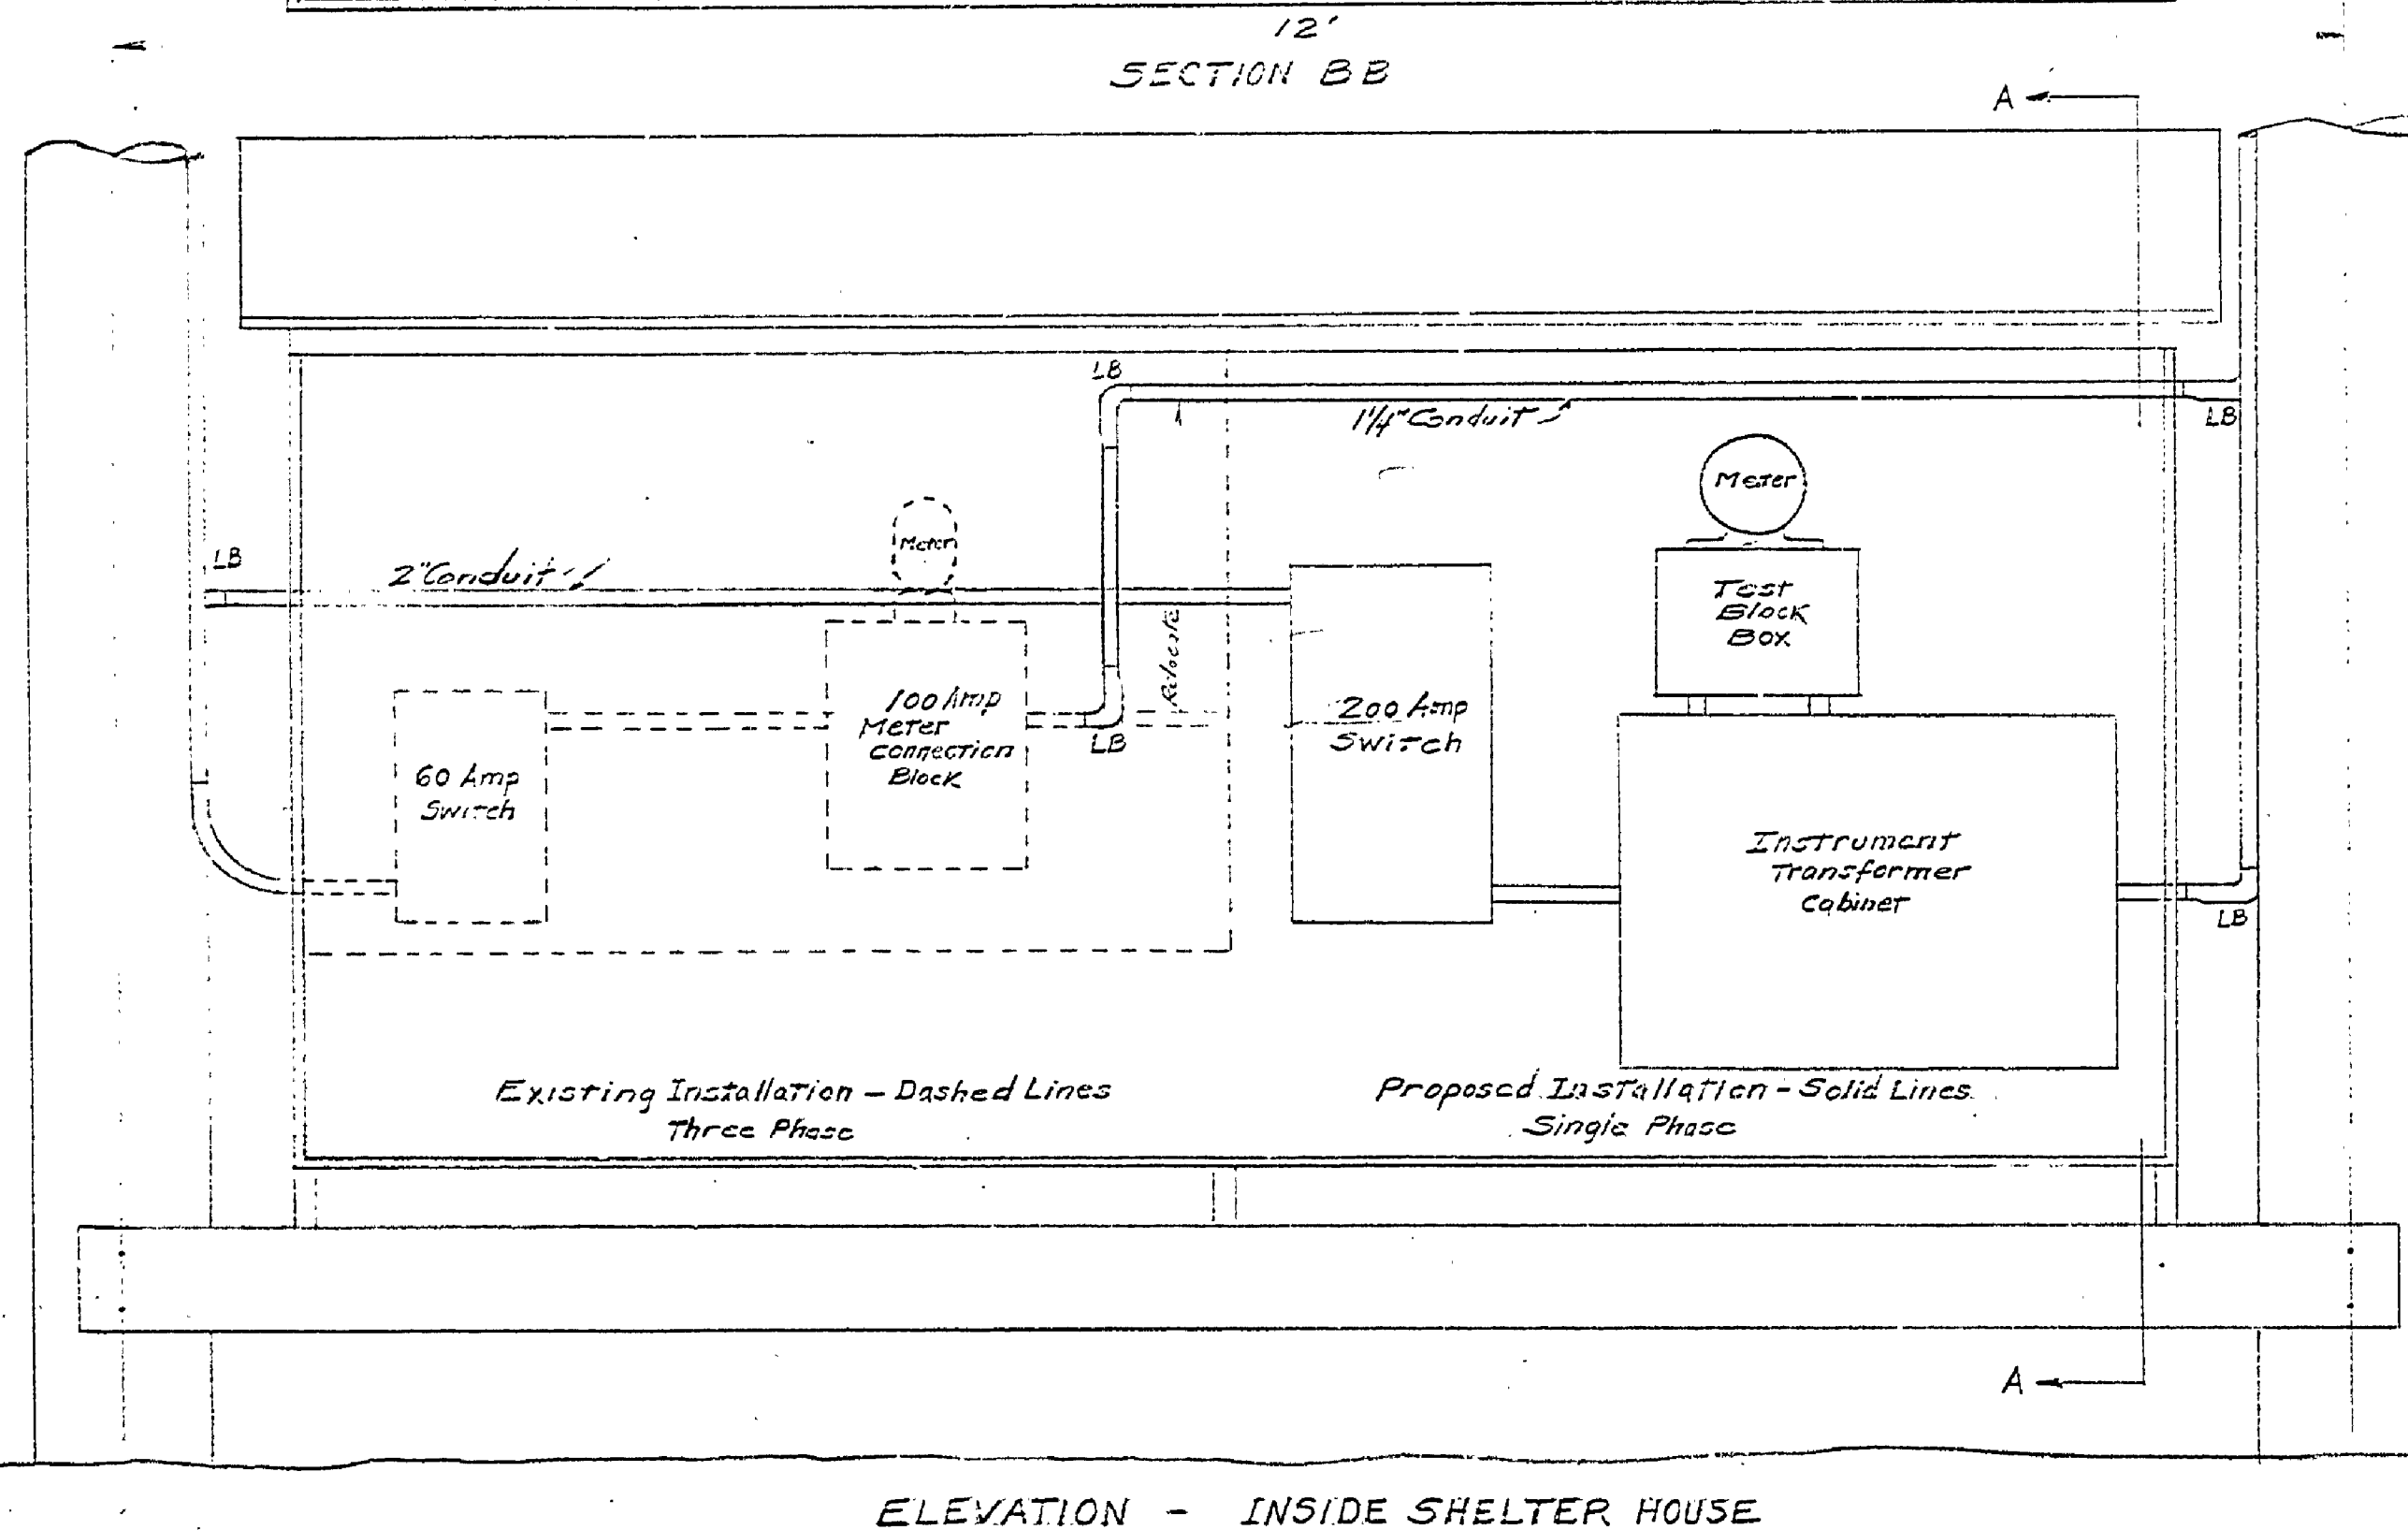 12'
SECTION BB
A
LB
1 1/4" Conduit
LB
Meter
Meter
LB
2" Conduit
Test
Block
Box
Relocate
100 Amp
Meter
Connection
Block
LB
200 Amp
Switch
60 Amp
Switch
Instrument
Transformer
Cabinet
LB
Existing Installation - Dashed Lines
Three Phase
Proposed Installation - Solid Lines
Single Phase
A
ELEVATION - INSIDE SHELTER HOUSE